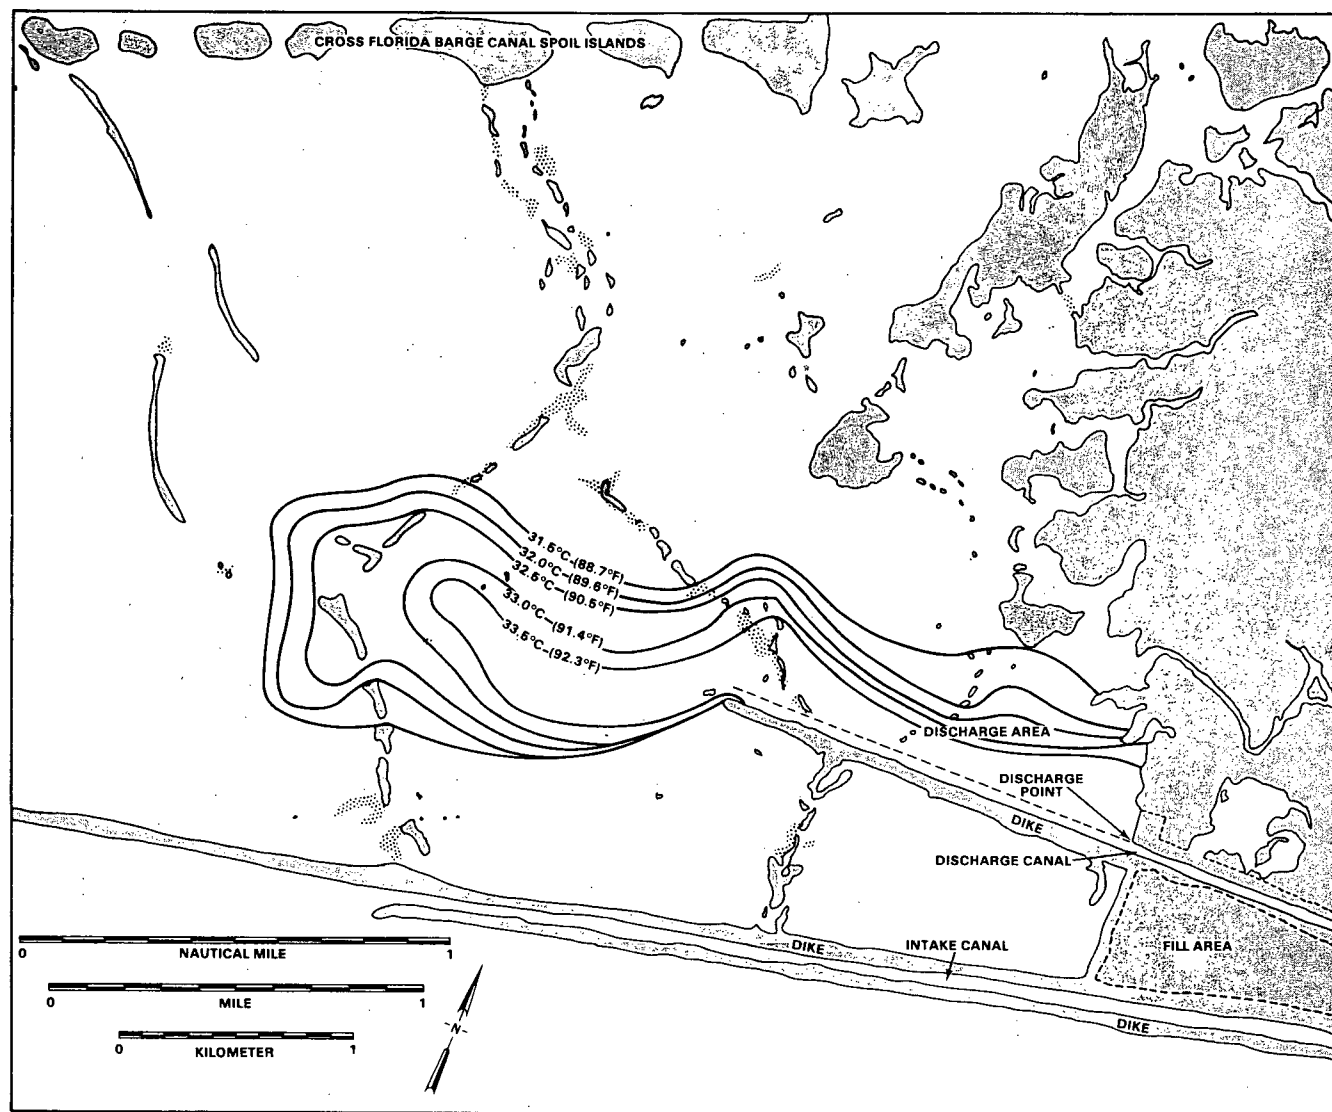 CROSS FLORIDA BARGE CANAL SPOIL ISLANDS
31.5°C-(88.7°F)
32.0°C-(89.6°F)
32.5°C-(90.5°F)
33.0°C-(91.4°F)
33.5°C-(92.3°F)
DISCHARGE AREA
DISCHARGE
POINT
DIKE
DISCHARGE CANAL
DIKE
INTAKE CANAL
FILL AREA
DIKE
0
1
NAUTICAL MILE
0
1
MILE
0
1
KILOMETER
N